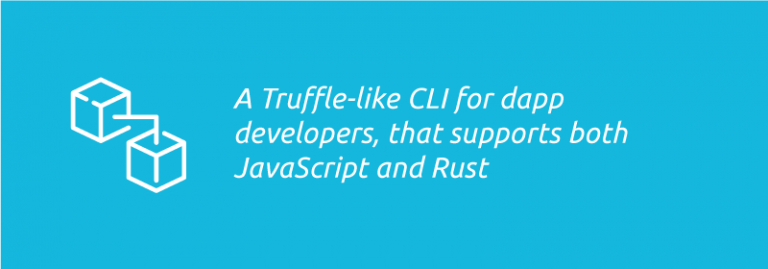 A Truffle-like CLI for dapp
developers, that supports both
JavaScript and Rust